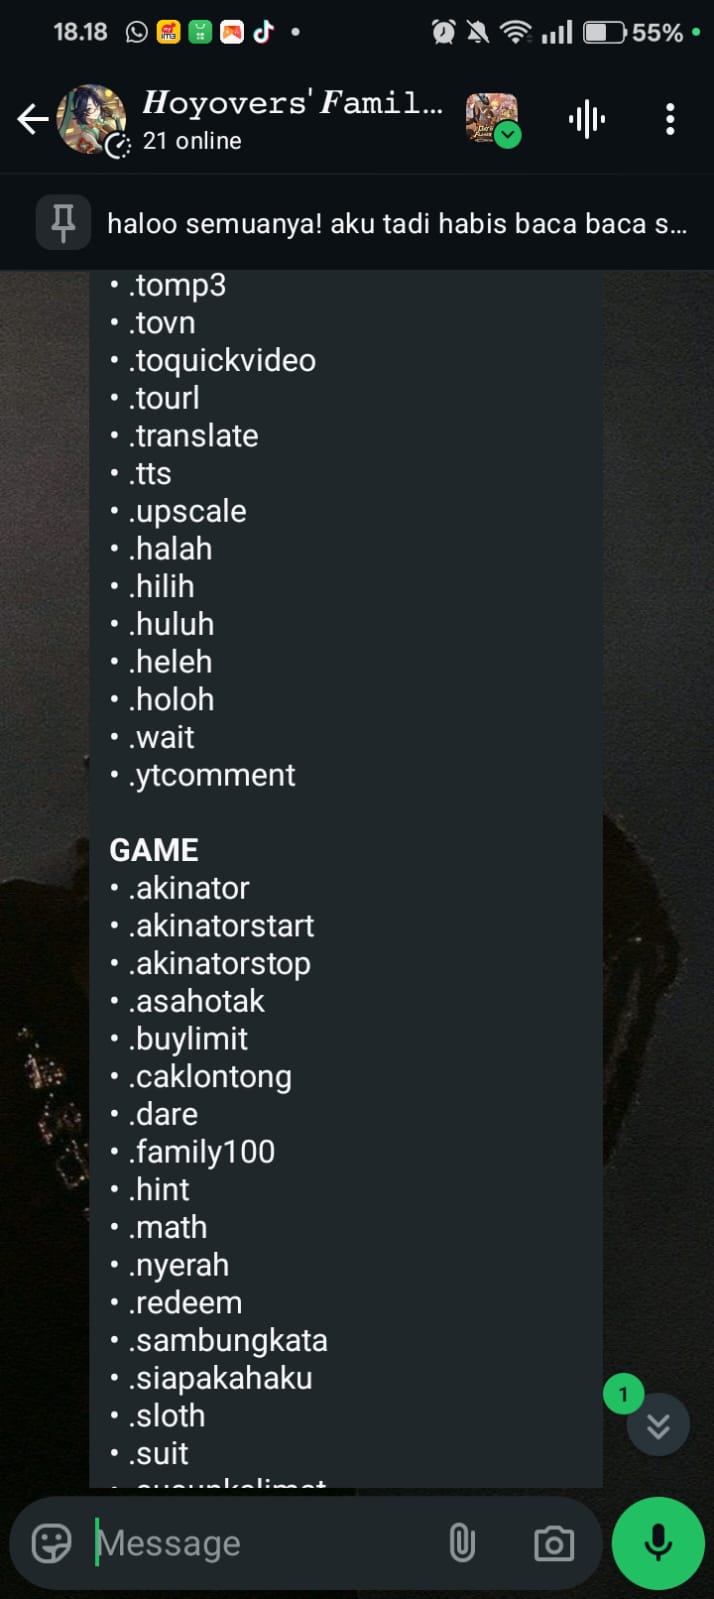 18.18
55%
Hoyovers'Famil...
21 online
haloo semuanya! aku tadi habis baca baca s...
• .tomp3
• .tovn
• .toquickvideo
• .tourl
• .translate
• .tts
• .upscale
• .halah
• .hilih
• .huluh
• .heleh
• .holoh
• .wait
• .ytcomment
GAME
• .akinator
• .akinatorstart
• .akinatorstop
• .asahotak
• .buylimit
• .caklontong
• .dare
• .family100
• .hint
• .math
• .nyerah
• .redeem
• .sambungkata
• .siapakahaku
• .sloth
• .suit
1
Message